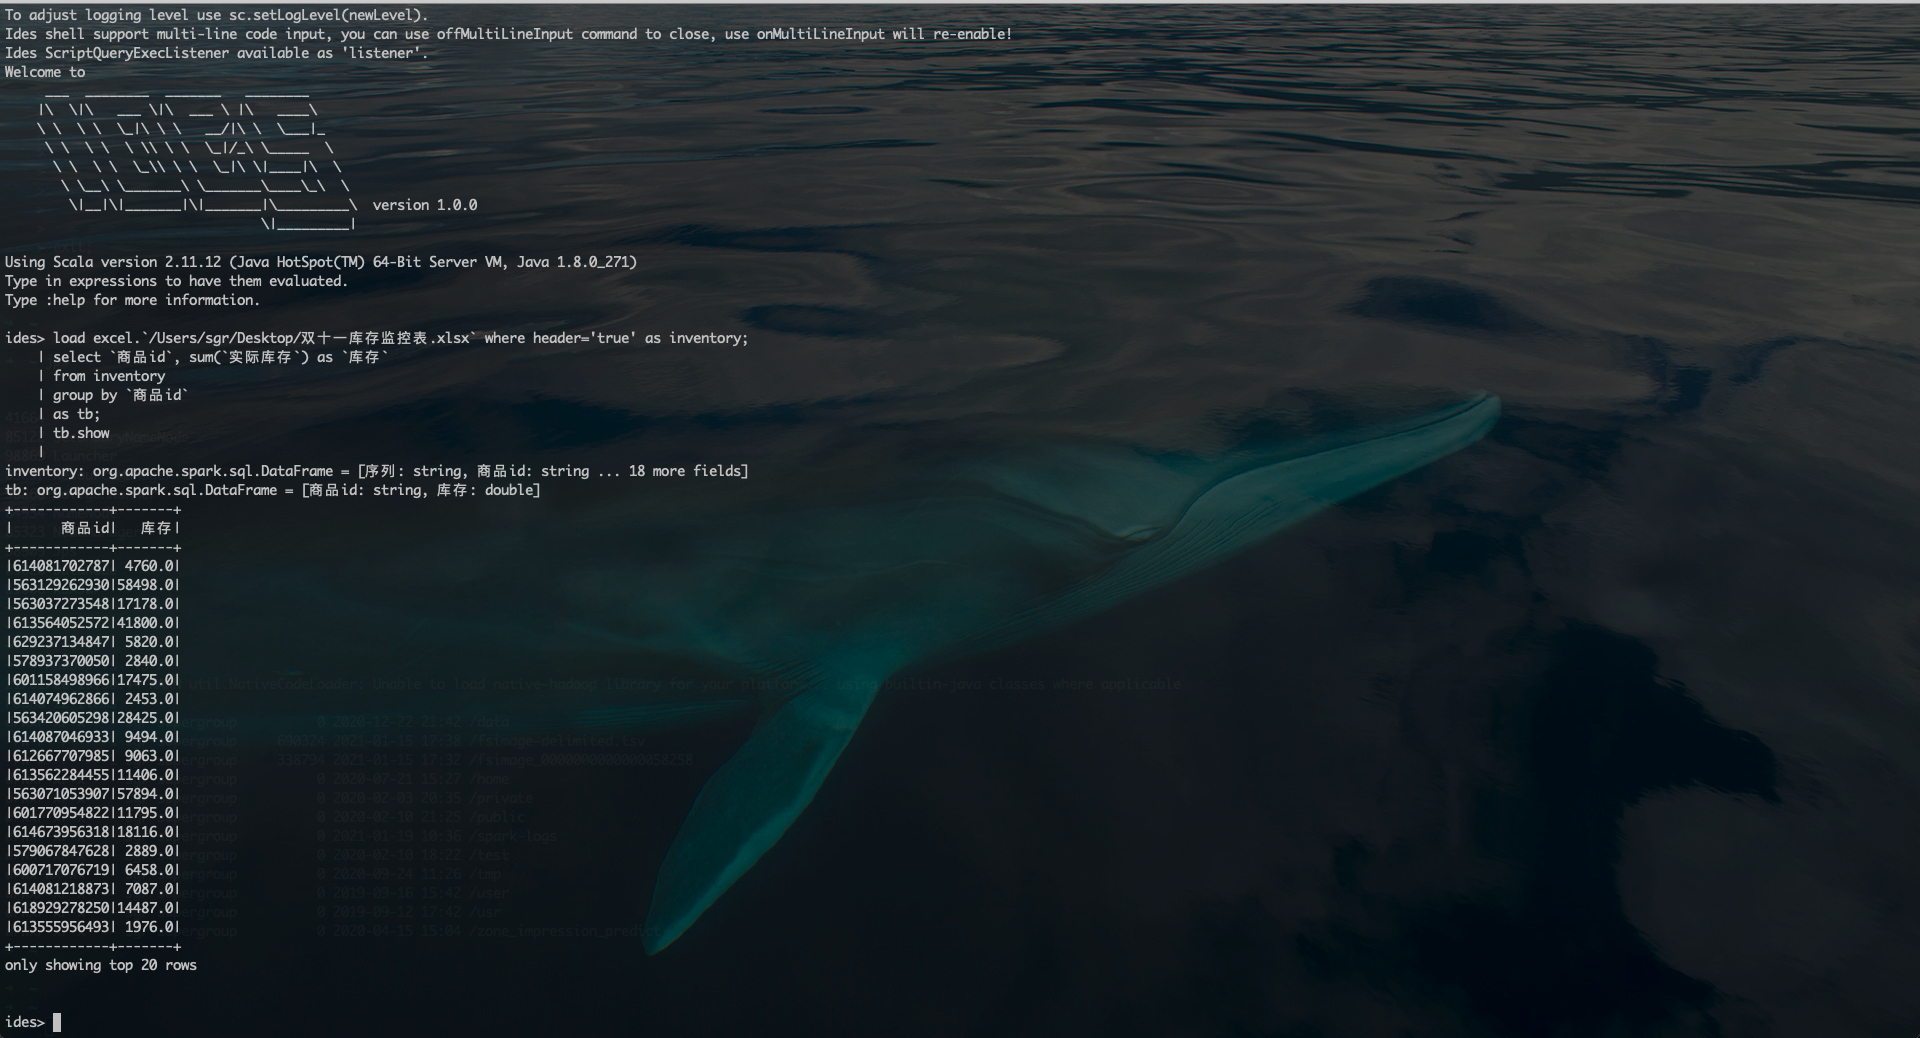 To adjust logging level use sc.setLogLevel(newLevel).
Ides shell support multi-line code input, you can use offMultiLineInput command to close, use onMultiLineInput will re-enable!
Ides ScriptQueryExecListener available as 'listener'.
Welcome to
version 1.0.0
Using Scala version 2.11.12 (Java HotSpot(TM) 64-Bit Server VM, Java 1.8.0_271)
Type in expressions to have them evaluated.
Type :help for more information.
ides> load excel.`/Users/sgr/Desktop/双十一库存监控表.xlsx` where header='true' as inventory;
| select `商品id`, sum(`实际库存`) as `库存`
| from inventory
| group by `商品id`
| as tb;
| tb.show
|
inventory: org.apache.spark.sql.DataFrame = [序列: string, 商品id: string ... 18 more fields]
tb: org.apache.spark.sql.DataFrame = [商品id: string, 库存: double]
+------------+-------+
|      商品id|   库存|
+------------+-------+
|614081702787| 4760.0|
|563129262930|58498.0|
|563037273548|17178.0|
|613564052572|41800.0|
|629237134847| 5820.0|
|578937370050| 2840.0|
|601158498966|17475.0|
|614074962866| 2453.0|
|563420605298|28425.0|
|614087046933| 9494.0|
|612667707985| 9063.0|
|613562284455|11406.0|
|563071053907|57894.0|
|601770954822|11795.0|
|614673956318|18116.0|
|579067847628| 2889.0|
|600717076719| 6458.0|
|614081218873| 7087.0|
|618929278250|14487.0|
|613555956493| 1976.0|
+------------+-------+
only showing top 20 rows
ides>